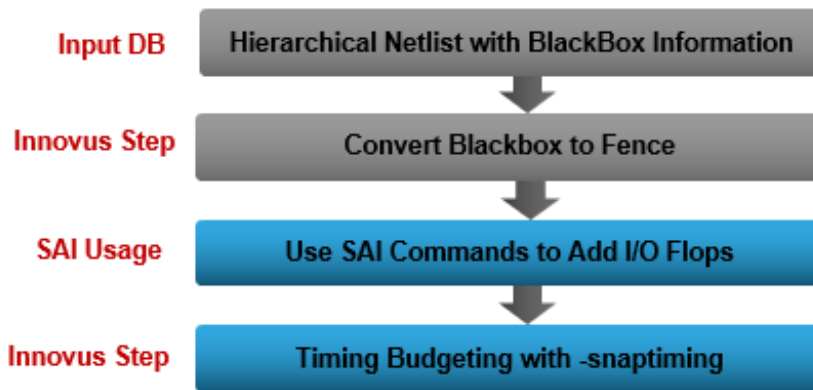 Input DB
Hierarchical Netlist with BlackBox Information
Innovus Step
Convert Blackbox to Fence
SAI Usage
Use SAI Commands to Add I/O Flops
Innovus Step
Timing Budgeting with -snaptiming